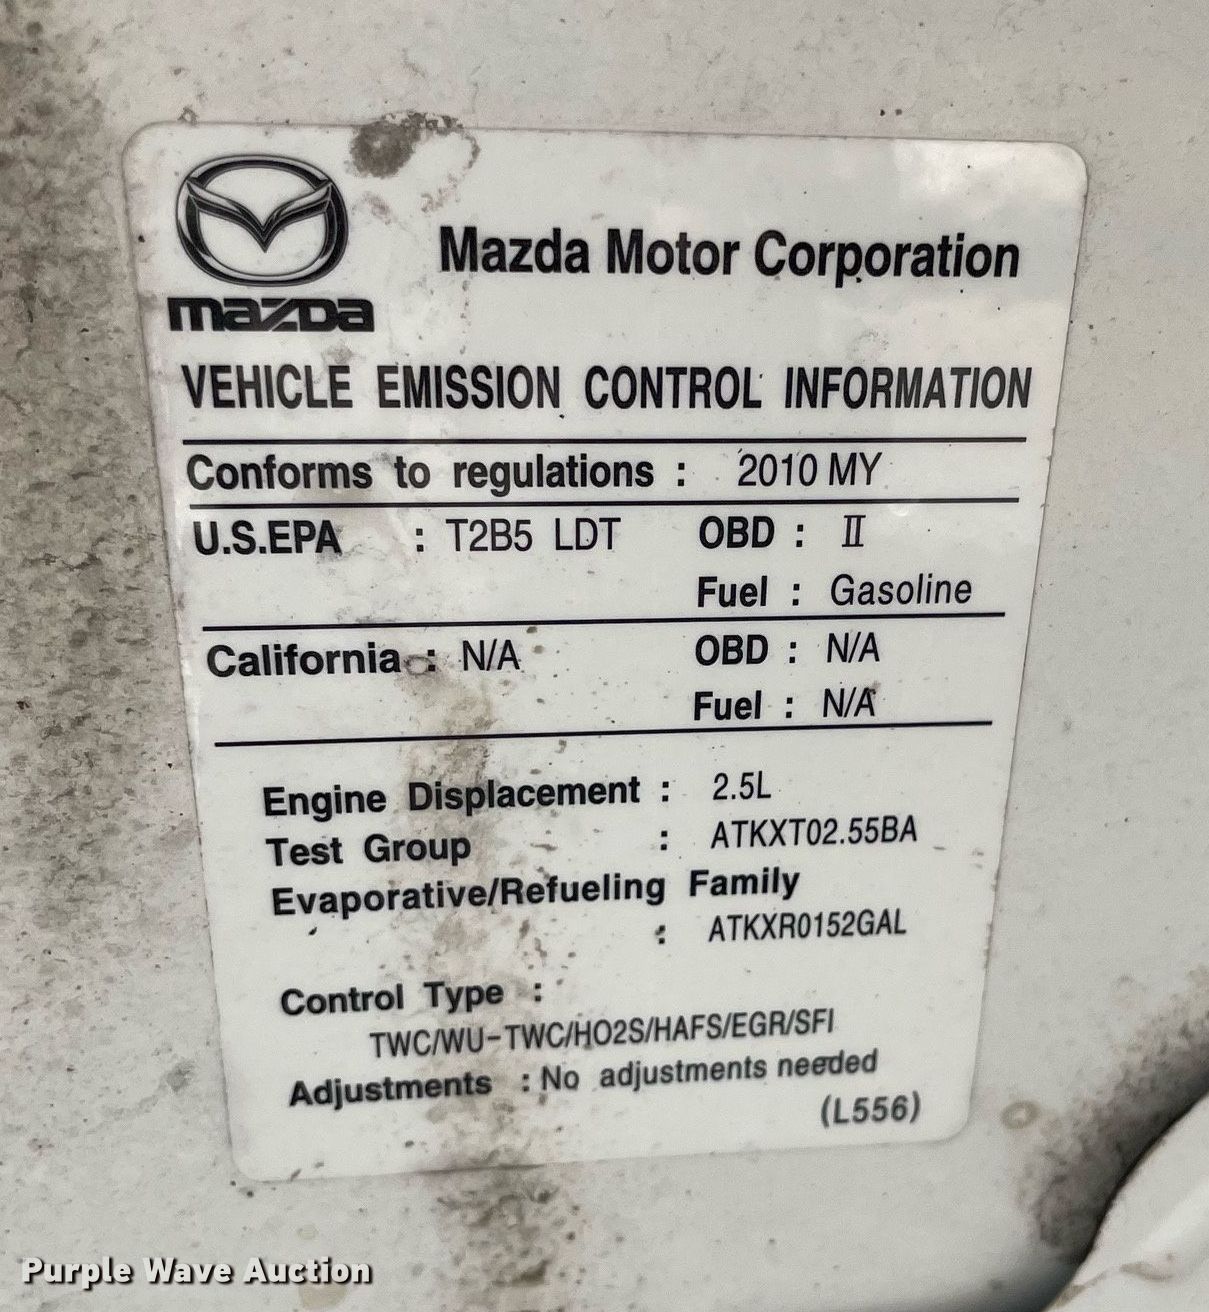 mazda
Mazda Motor Corporation
VEHICLE EMISSION CONTROL INFORMATION
Conforms to regulations : 2010 MY
U.S.EPA : T2B5 LDT OBD : II
Fuel : Gasoline
California : N/A OBD : N/A
Fuel : N/A
Engine Displacement : 2.5L
Test Group : ATKXT02.55BA
Evaporative/Refueling Family
: ATKXR0152GAL
Control Type :
TWC/WU-TWC/HO2S/HAFS/EGR/SFI
Adjustments : No adjustments needed
(L556)
Purple Wave Auction